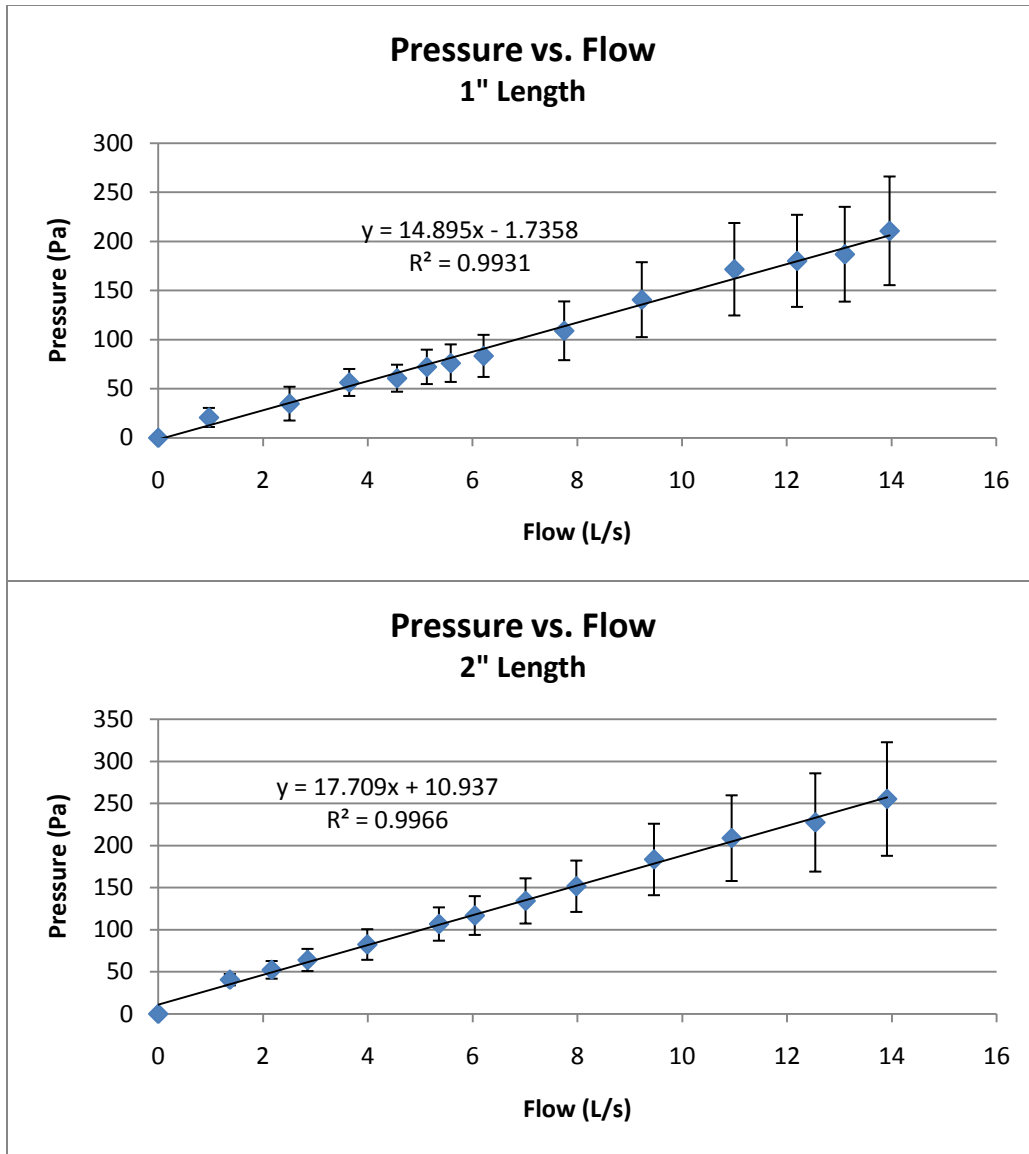 Pressure vs. Flow
1" Length
300
250
200
150
100
50
0
y = 14.895x - 1.7358
R² = 0.9931
Pressure (Pa)
0 2 4 6 8 10 12 14 16
Flow (L/s)
Pressure vs. Flow
2" Length
350
300
250
200
150
100
50
0
y = 17.709x + 10.937
R² = 0.9966
Pressure (Pa)
0 2 4 6 8 10 12 14 16
Flow (L/s)